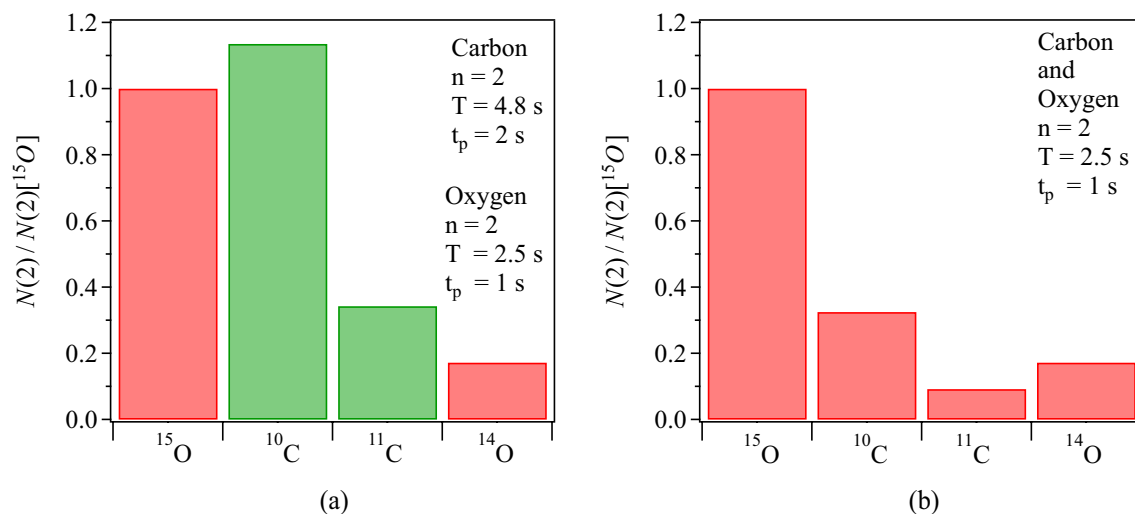 1.2
1.0
0.8
0.6
0.4
0.2
0.0
N(2) / N(2)[¹⁵O]
Carbon
n = 2
T = 4.8 s
tₚ = 2 s
Oxygen
n = 2
T = 2.5 s
tₚ = 1 s
¹⁵O ¹⁰C ¹¹C ¹⁴O
(a)
1.2
1.0
0.8
0.6
0.4
0.2
0.0
N(2) / N(2)[¹⁵O]
Carbon
and
Oxygen
n = 2
T = 2.5 s
tₚ = 1 s
¹⁵O ¹⁰C ¹¹C ¹⁴O
(b)